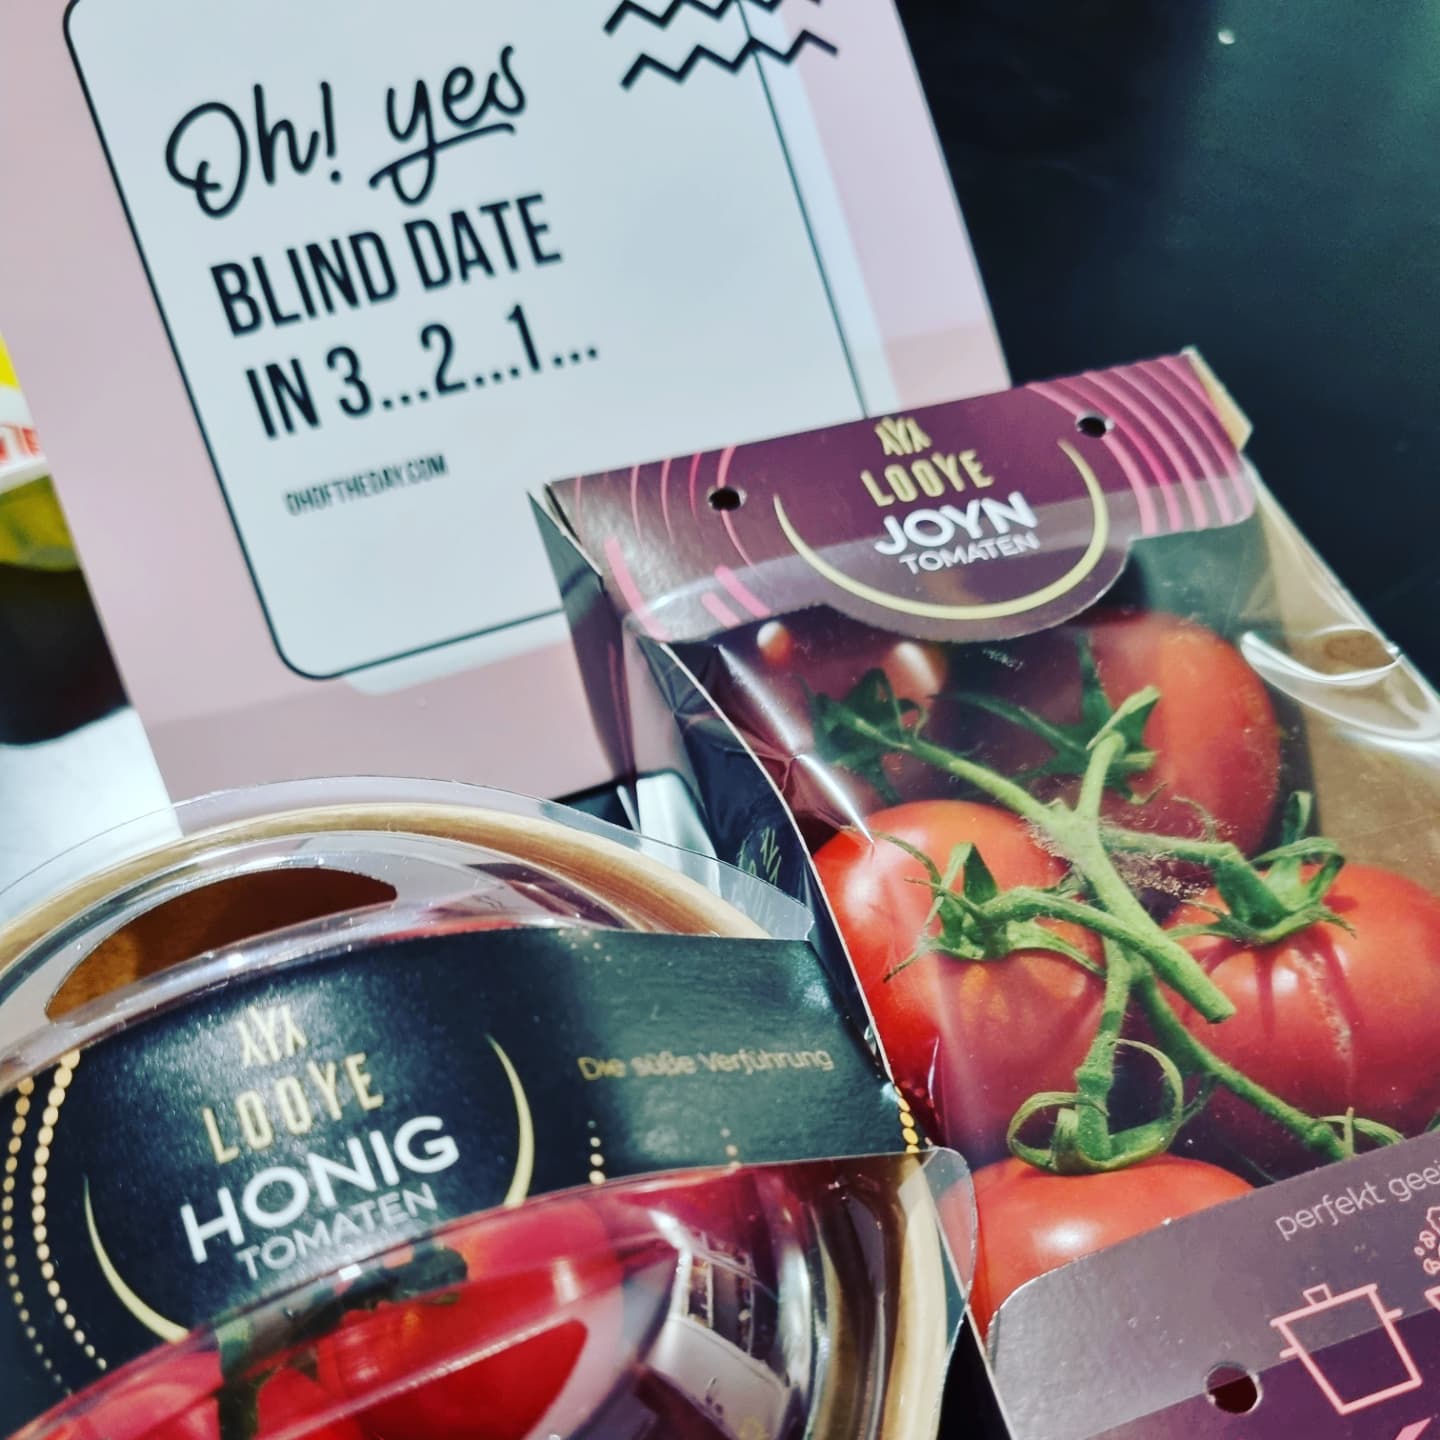 Oh! yes
BLIND DATE
IN 3...2...1...
OHOFTHEDAY.COM
LOOYE
JOYN
TOMATEN
LOOYE
HONIG
TOMATEN
Die süße Verführung
perfekt